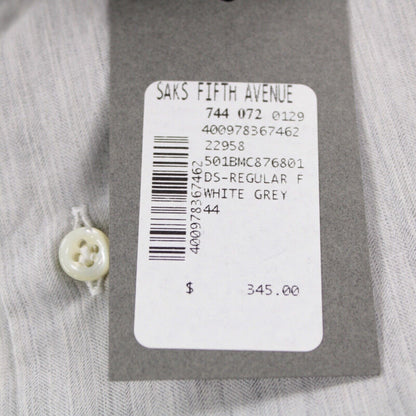 SAKS FIFTH AVENUE
744 072 0129
400978367462
22958
501BMC876801
DS-REGULAR F
WHITE GREY
44
400978367462
$ 345.00